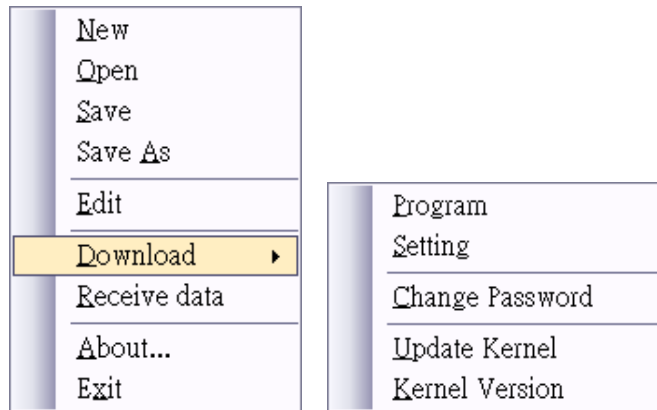 New
Open
Save
Save As
Edit
Download
Receive data
About...
Exit
Program
Setting
Change Password
Update Kernel
Kernel Version